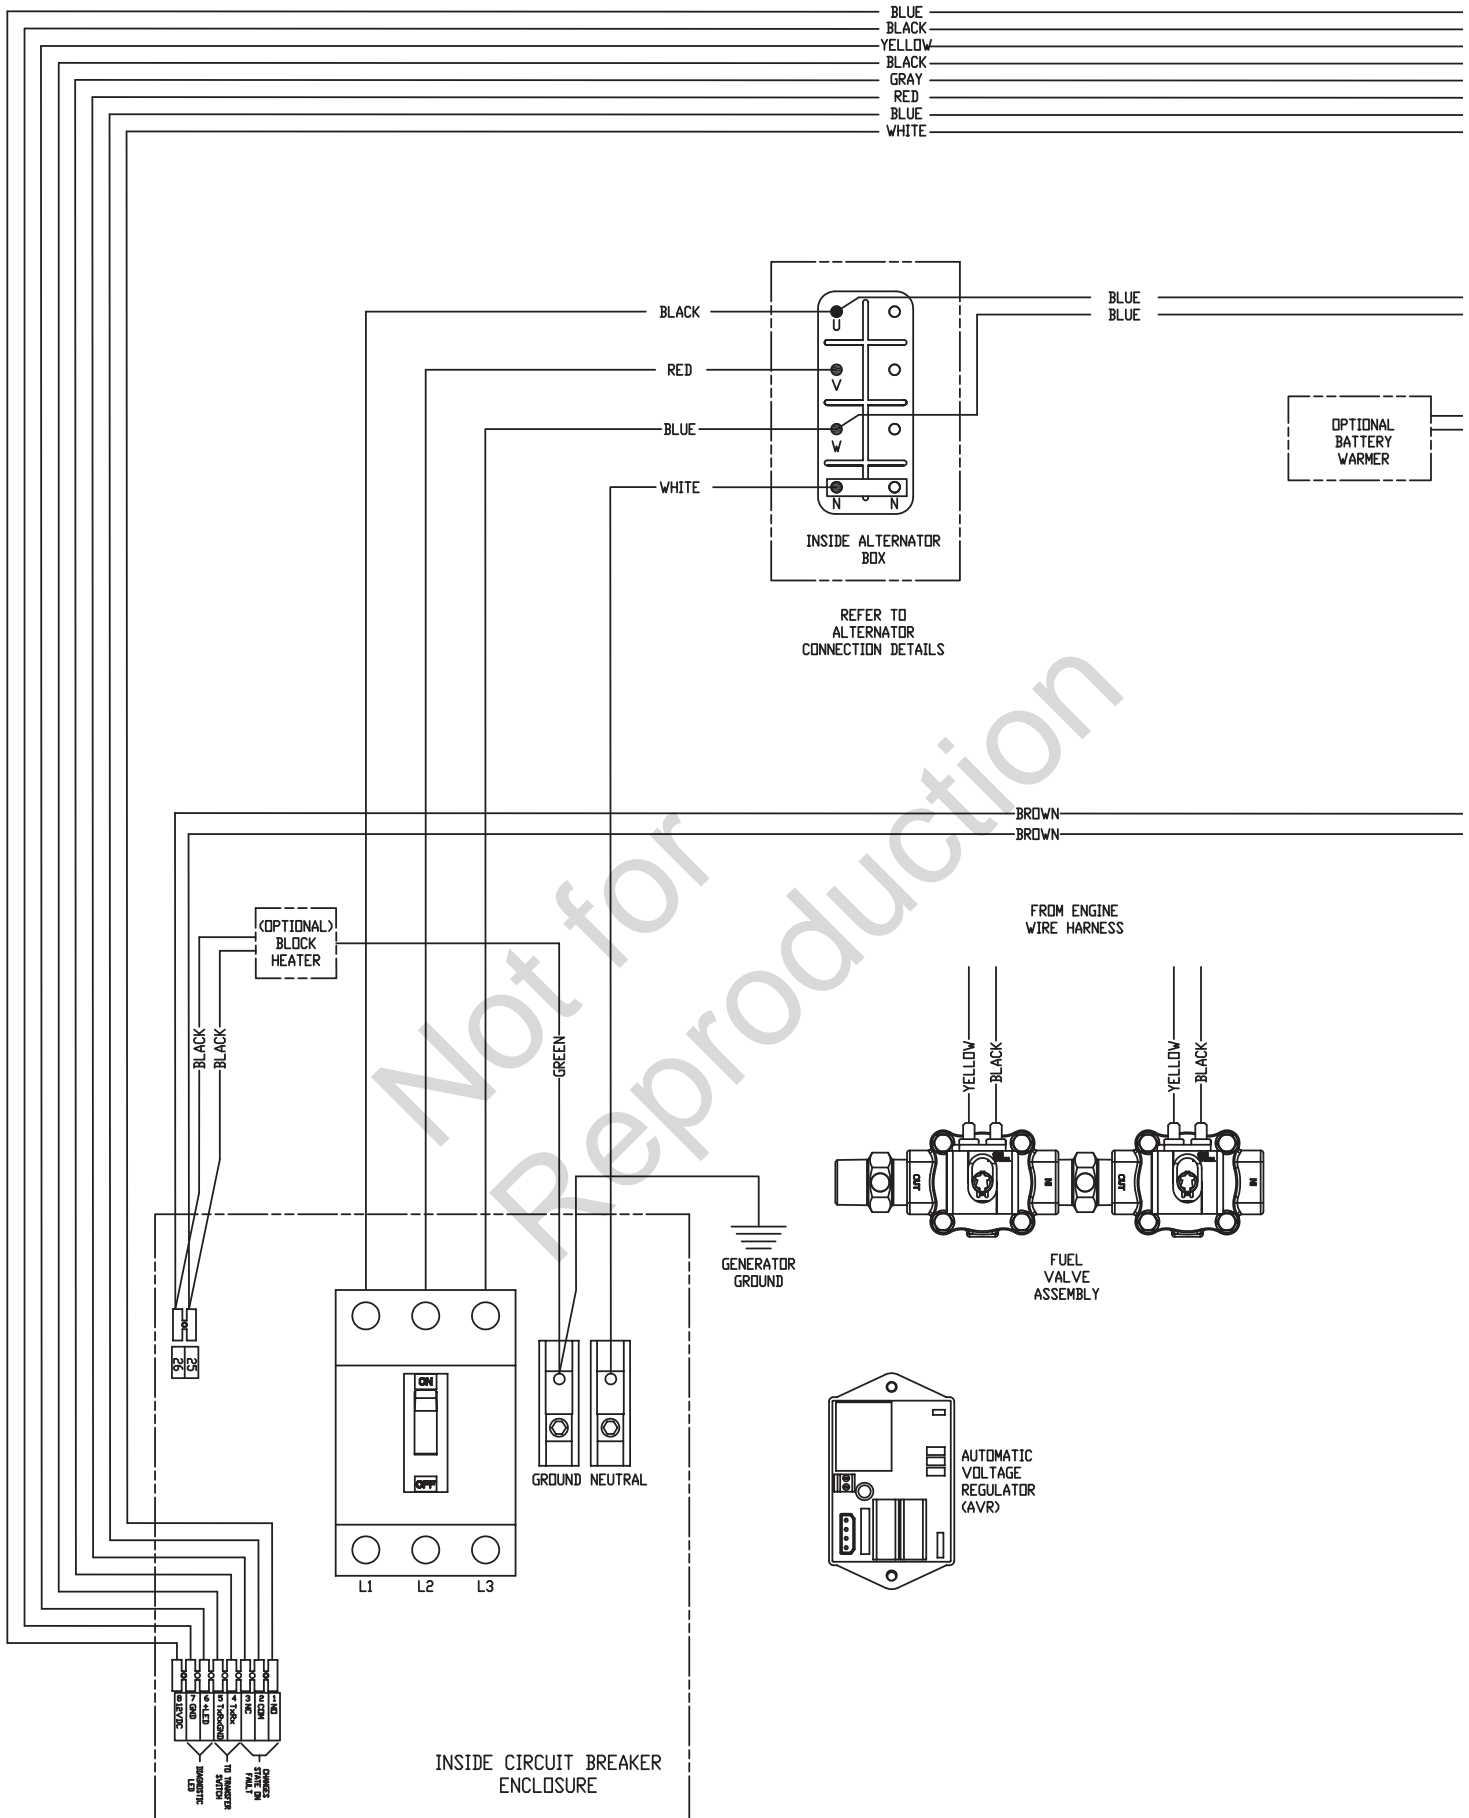 BLUE
BLACK
YELLOW
BLACK
GRAY
RED
BLUE
WHITE
BLACK
U
BLUE
BLUE
RED
V
BLUE
W
WHITE
N N
INSIDE ALTERNATOR
BOX
REFER TO
ALTERNATOR
CONNECTION DETAILS
OPTIONAL
BATTERY
WARMER
BROWN
BROWN
(OPTIONAL)
BLOCK
HEATER
BLACK
BLACK
GREEN
FROM ENGINE
WIRE HARNESS
YELLOW
BLACK
YELLOW
BLACK
OUT
IN
OUT
IN
FUEL
VALVE
ASSEMBLY
GENERATOR
GROUND
26
25
ON
OFF
GROUND NEUTRAL
L1 L2 L3
AUTOMATIC
VOLTAGE
REGULATOR
(AVR)
8 12VDC
7 GND
6 +LED
5 TxRxGND
4 TxRx
3 NC
2 COM
1 NO
DIAGNOSTIC
LED
TO TRANSFER
SWITCH
CHANGES
STATE ON
FAULT
INSIDE CIRCUIT BREAKER
ENCLOSURE
Not for
Reproduction